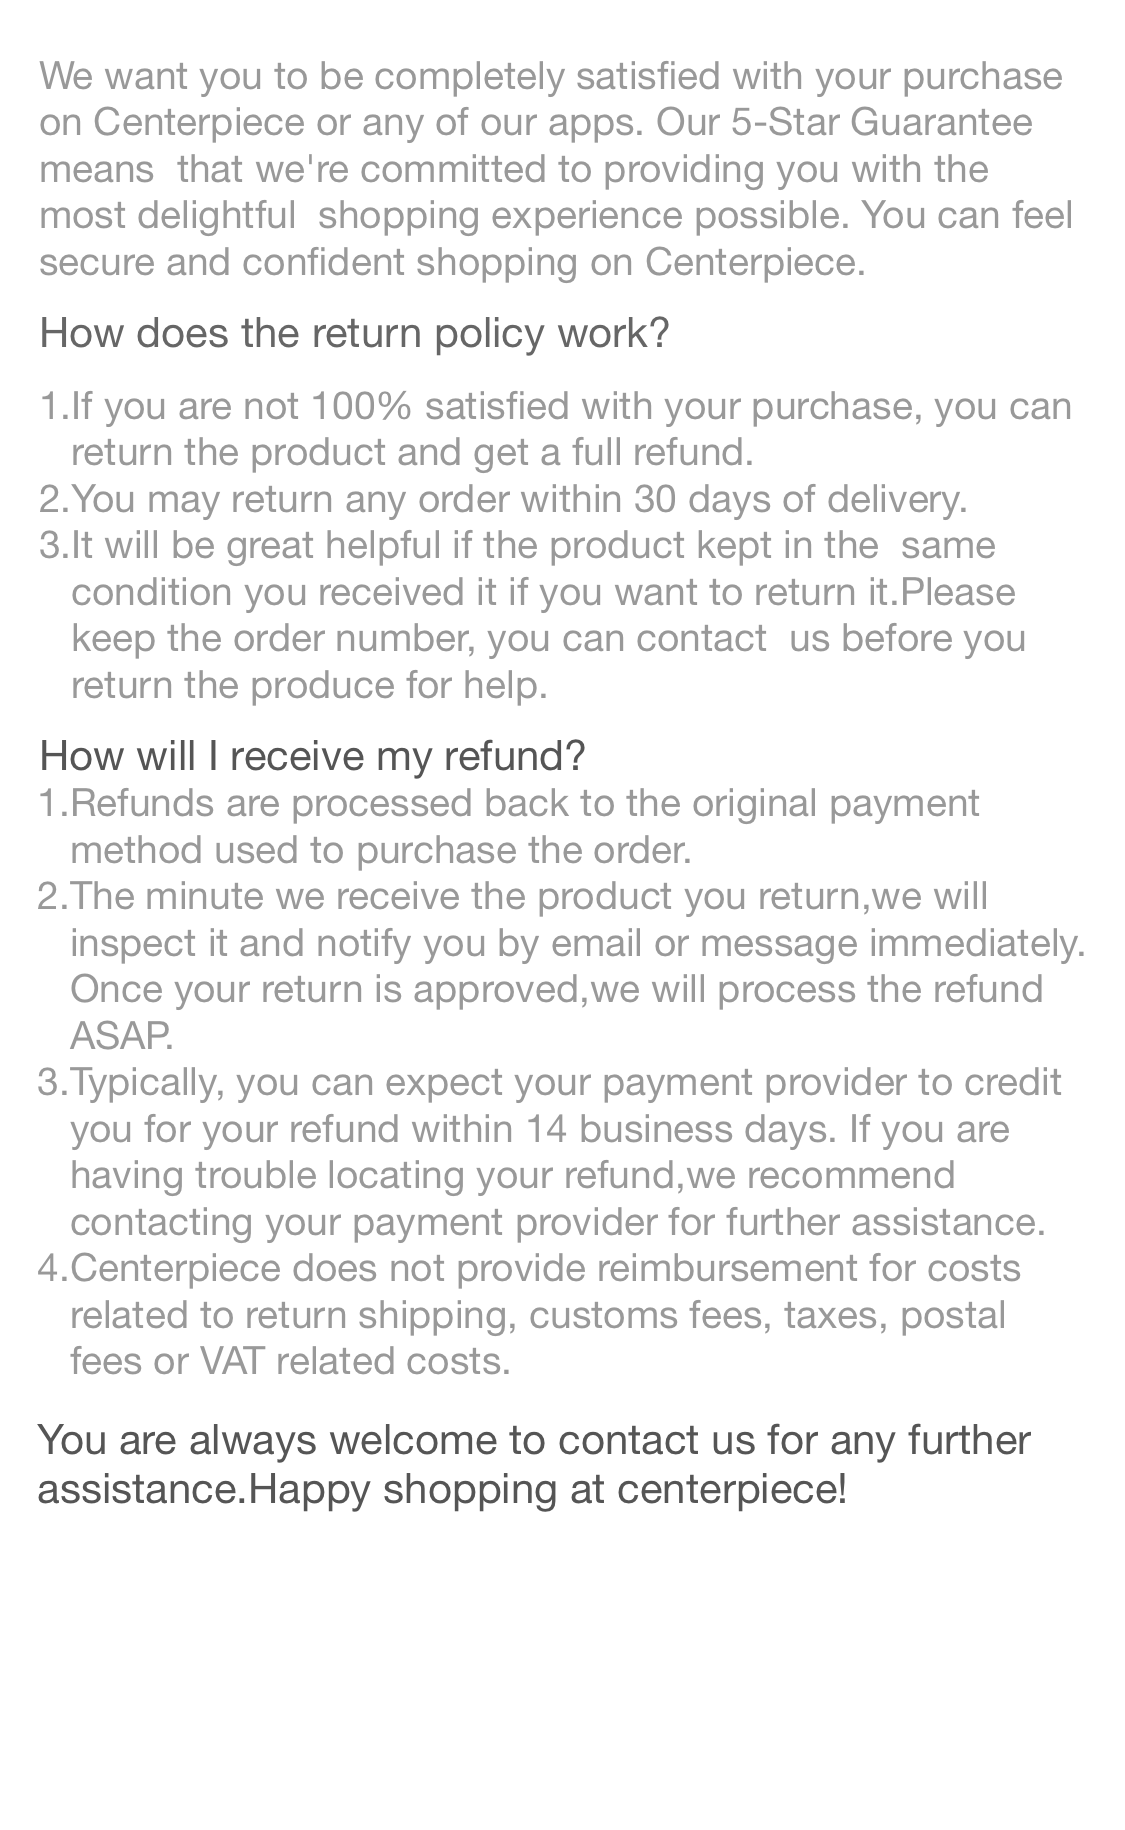 We want you to be completely satisfied with your purchase
on Centerpiece or any of our apps. Our 5-Star Guarantee
means  that we're committed to providing you with the
most delightful  shopping experience possible. You can feel
secure and confident shopping on Centerpiece.
How does the return policy work?
1.If you are not 100% satisfied with your purchase, you can
return the product and get a full refund.
2.You may return any order within 30 days of delivery.
3.It will be great helpful if the product kept in the  same
condition you received it if you want to return it.Please
keep the order number, you can contact  us before you
return the produce for help.
How will I receive my refund?
1.Refunds are processed back to the original payment
method used to purchase the order.
2.The minute we receive the product you return,we will
inspect it and notify you by email or message immediately.
Once your return is approved,we will process the refund
ASAP.
3.Typically, you can expect your payment provider to credit
you for your refund within 14 business days. If you are
having trouble locating your refund,we recommend
contacting your payment provider for further assistance.
4.Centerpiece does not provide reimbursement for costs
related to return shipping, customs fees, taxes, postal
fees or VAT related costs.
You are always welcome to contact us for any further
assistance.Happy shopping at centerpiece!